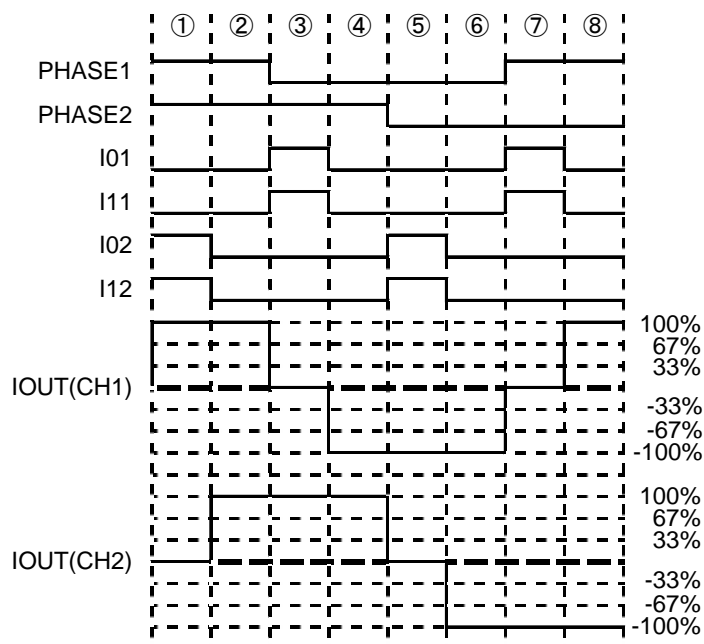 ① ② ③ ④ ⑤ ⑥ ⑦ ⑧
PHASE1
PHASE2
I01
I11
I02
I12
IOUT(CH1)
100%
67%
33%
-33%
-67%
-100%
IOUT(CH2)
100%
67%
33%
-33%
-67%
-100%